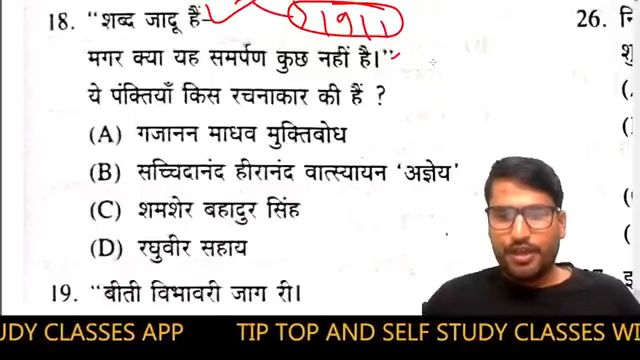 18. "शब्द जादू हैं– 1911
मगर क्या यह समर्पण कुछ नहीं है।"
ये पंक्तियाँ किस रचनाकार की हैं ?
(A) गजानन माधव मुक्तिबोध
(B) सच्चिदानंद हीरानंद वात्स्यायन 'अज्ञेय'
(C) शमशेर बहादुर सिंह
(D) रघुवीर सहाय
19. "बीती विभावरी जाग री।
26.
UDY CLASSES APP TIP TOP AND SELF STUDY CLASSES WI